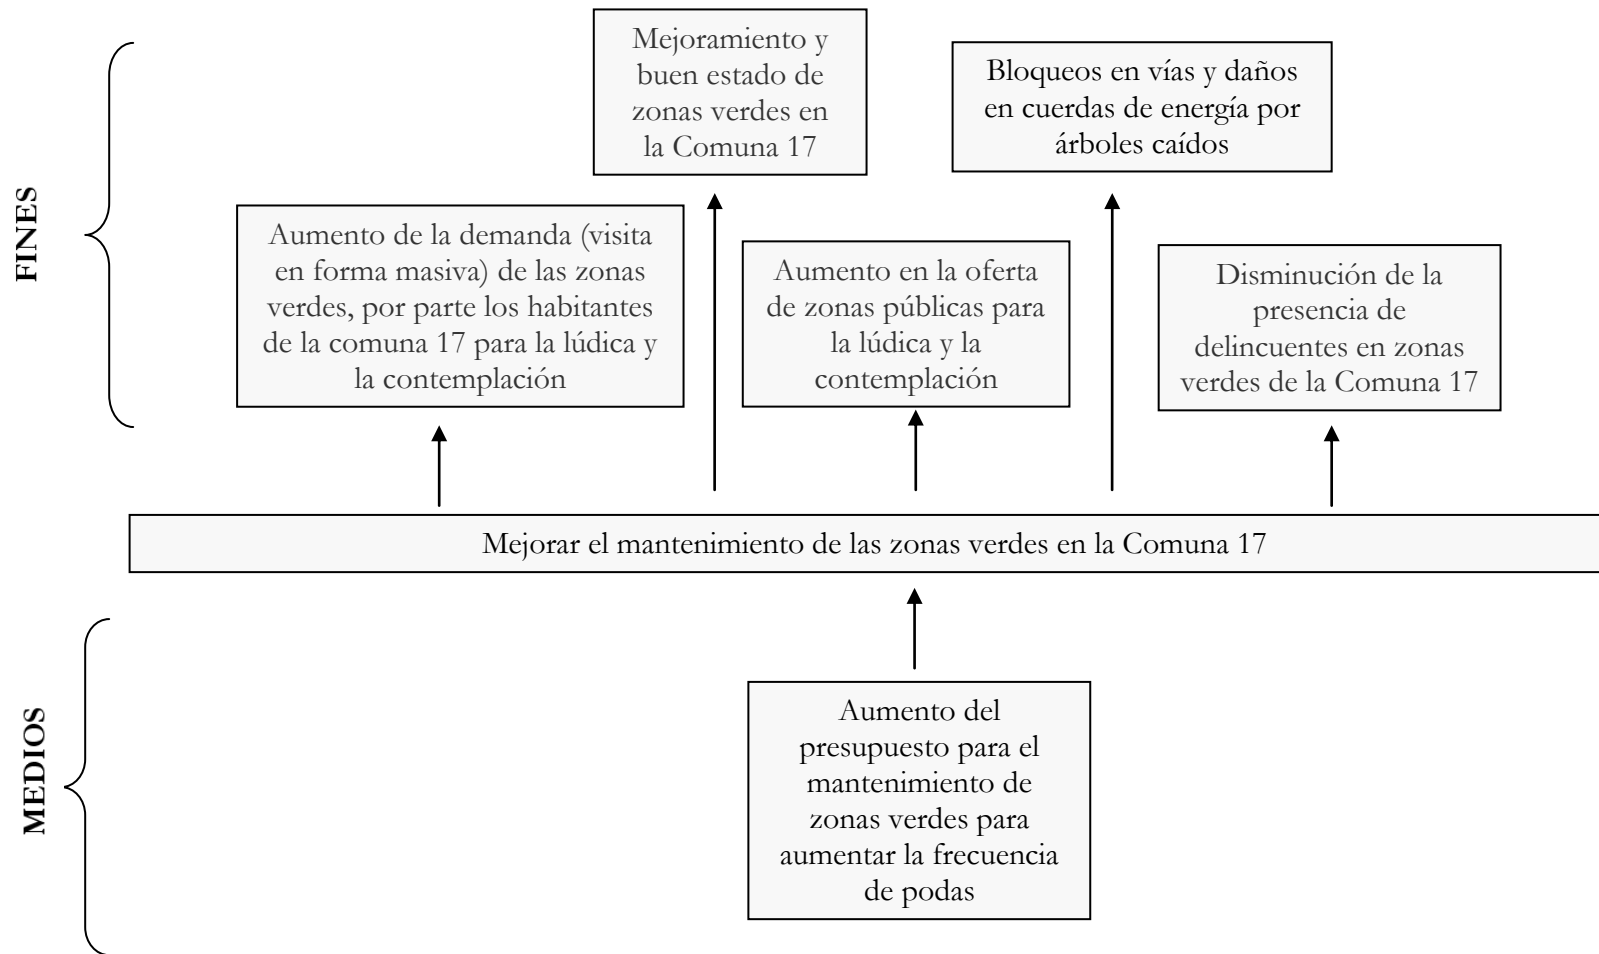 FINES
Mejoramiento y
buen estado de
zonas verdes en
la Comuna 17
Bloqueos en vías y daños
en cuerdas de energía por
árboles caídos
Aumento de la demanda (visita
en forma masiva) de las zonas
verdes, por parte los habitantes
de la comuna 17 para la lúdica y
la contemplación
Aumento en la oferta
de zonas públicas para
la lúdica y la
contemplación
Disminución de la
presencia de
delincuentes en zonas
verdes de la Comuna 17
Mejorar el mantenimiento de las zonas verdes en la Comuna 17
MEDIOS
Aumento del
presupuesto para el
mantenimiento de
zonas verdes para
aumentar la frecuencia
de podas